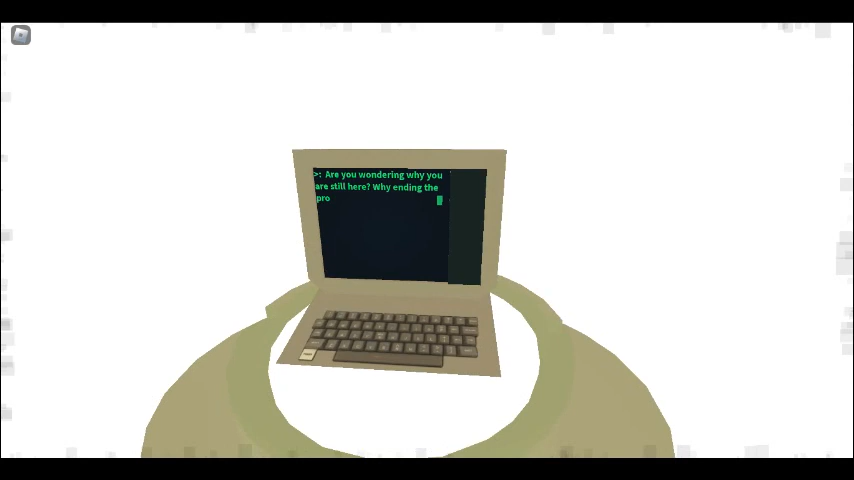 >: Are you wondering why you
are still here? Why ending the
pro